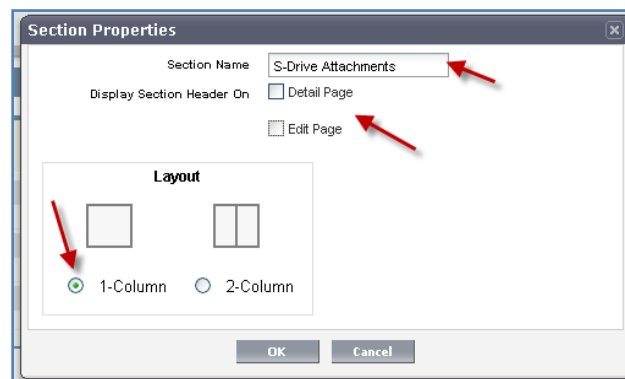 Section Properties
Section Name S-Drive Attachments
Display Section Header On Detail Page
Edit Page
Layout
1-Column 2-Column
OK Cancel